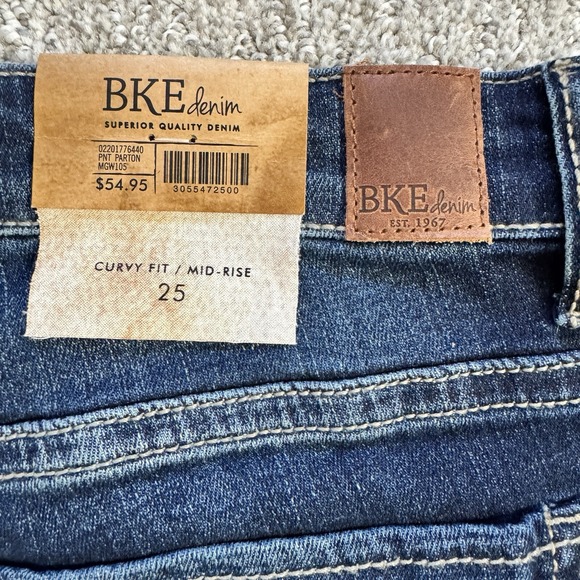 BKE denim
SUPERIOR QUALITY DENIM
02201776440
PNT PARTON
MGW10S
$54.95
3055472500
CURVY FIT / MID-RISE
25
BKE denim
EST. 1967